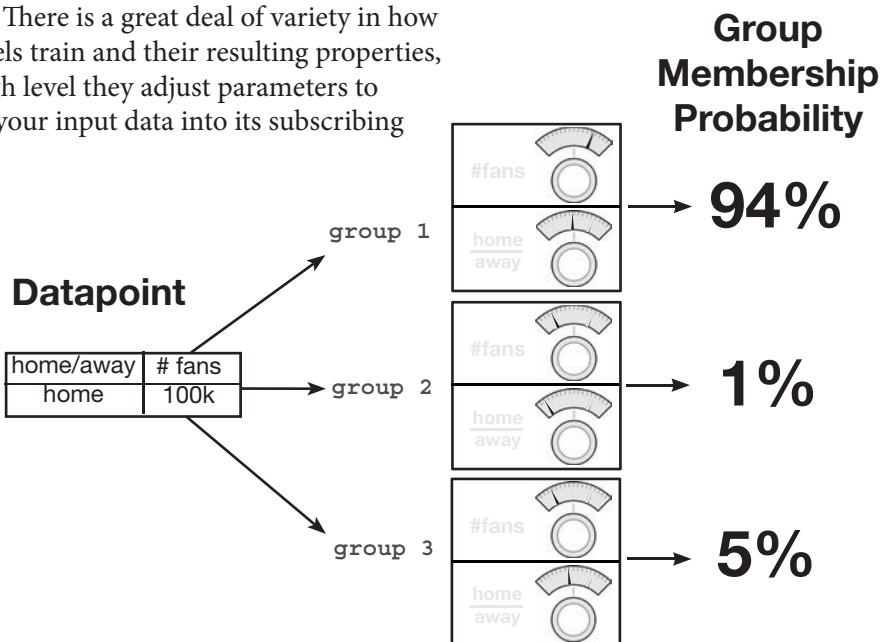 There is a great deal of variety in how
els train and their resulting properties,
gh level they adjust parameters to
your input data into its subscribing
Group
Membership
Probability
Datapoint
home/away # fans
home 100k
group 1
#fans
home
away
94%
group 2
#fans
home
away
1%
group 3
#fans
home
away
5%